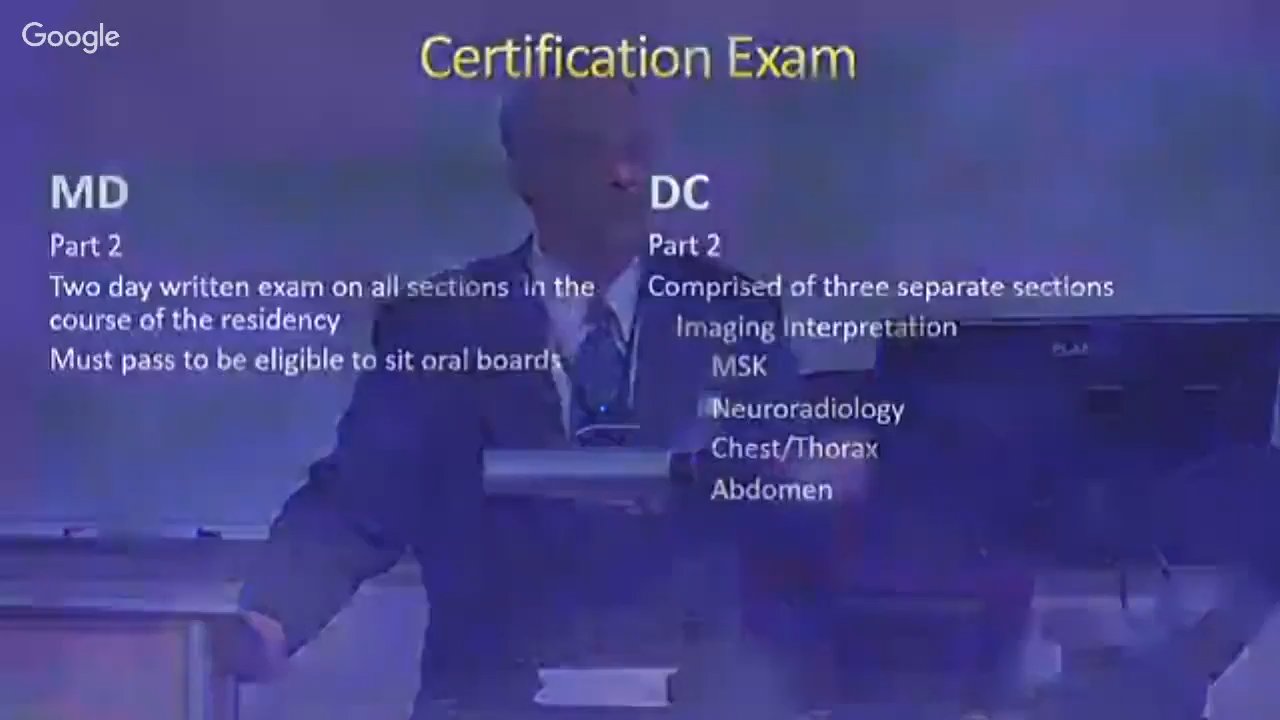 Google
Certification Exam
MD
Part 2
Two day written exam on all sections in the
course of the residency
Must pass to be eligible to sit oral boards
DC
Part 2
Comprised of three separate sections
Imaging interpretation
MSK
Neuroradiology
Chest/Thorax
Abdomen